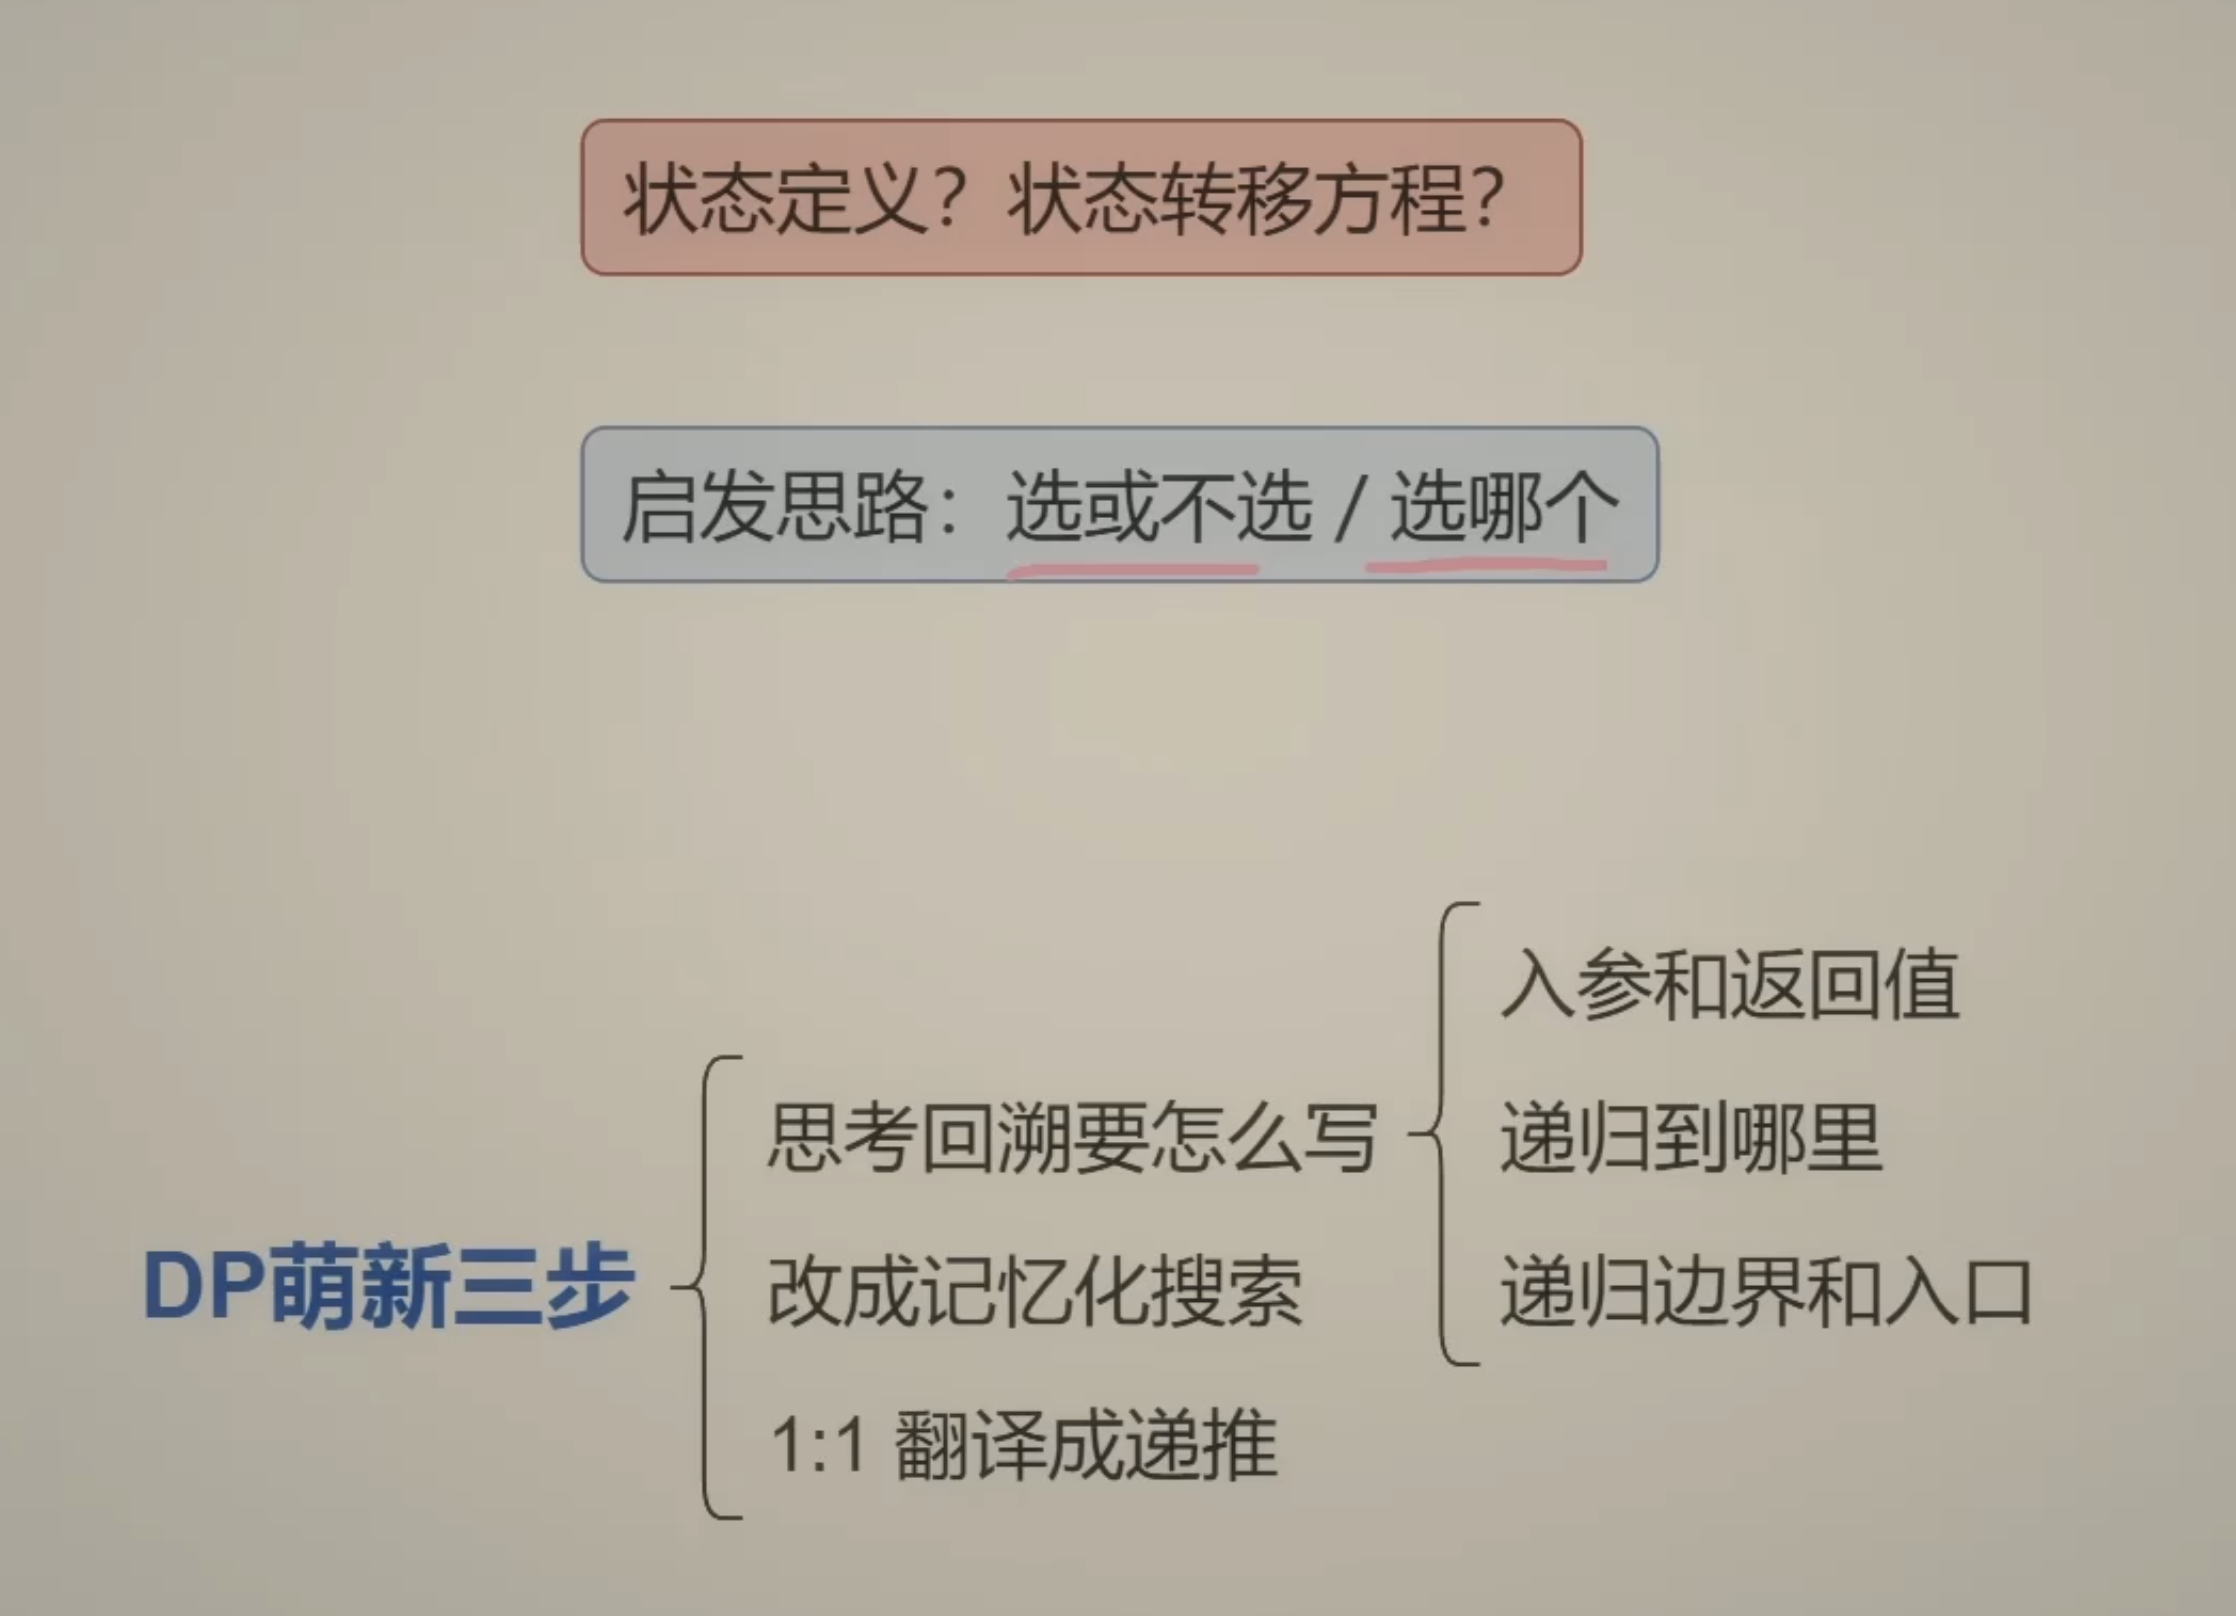 状态定义？状态转移方程？
启发思路：选或不选 / 选哪个
DP萌新三步
思考回溯要怎么写
改成记忆化搜索
1:1 翻译成递推
入参和返回值
递归到哪里
递归边界和入口